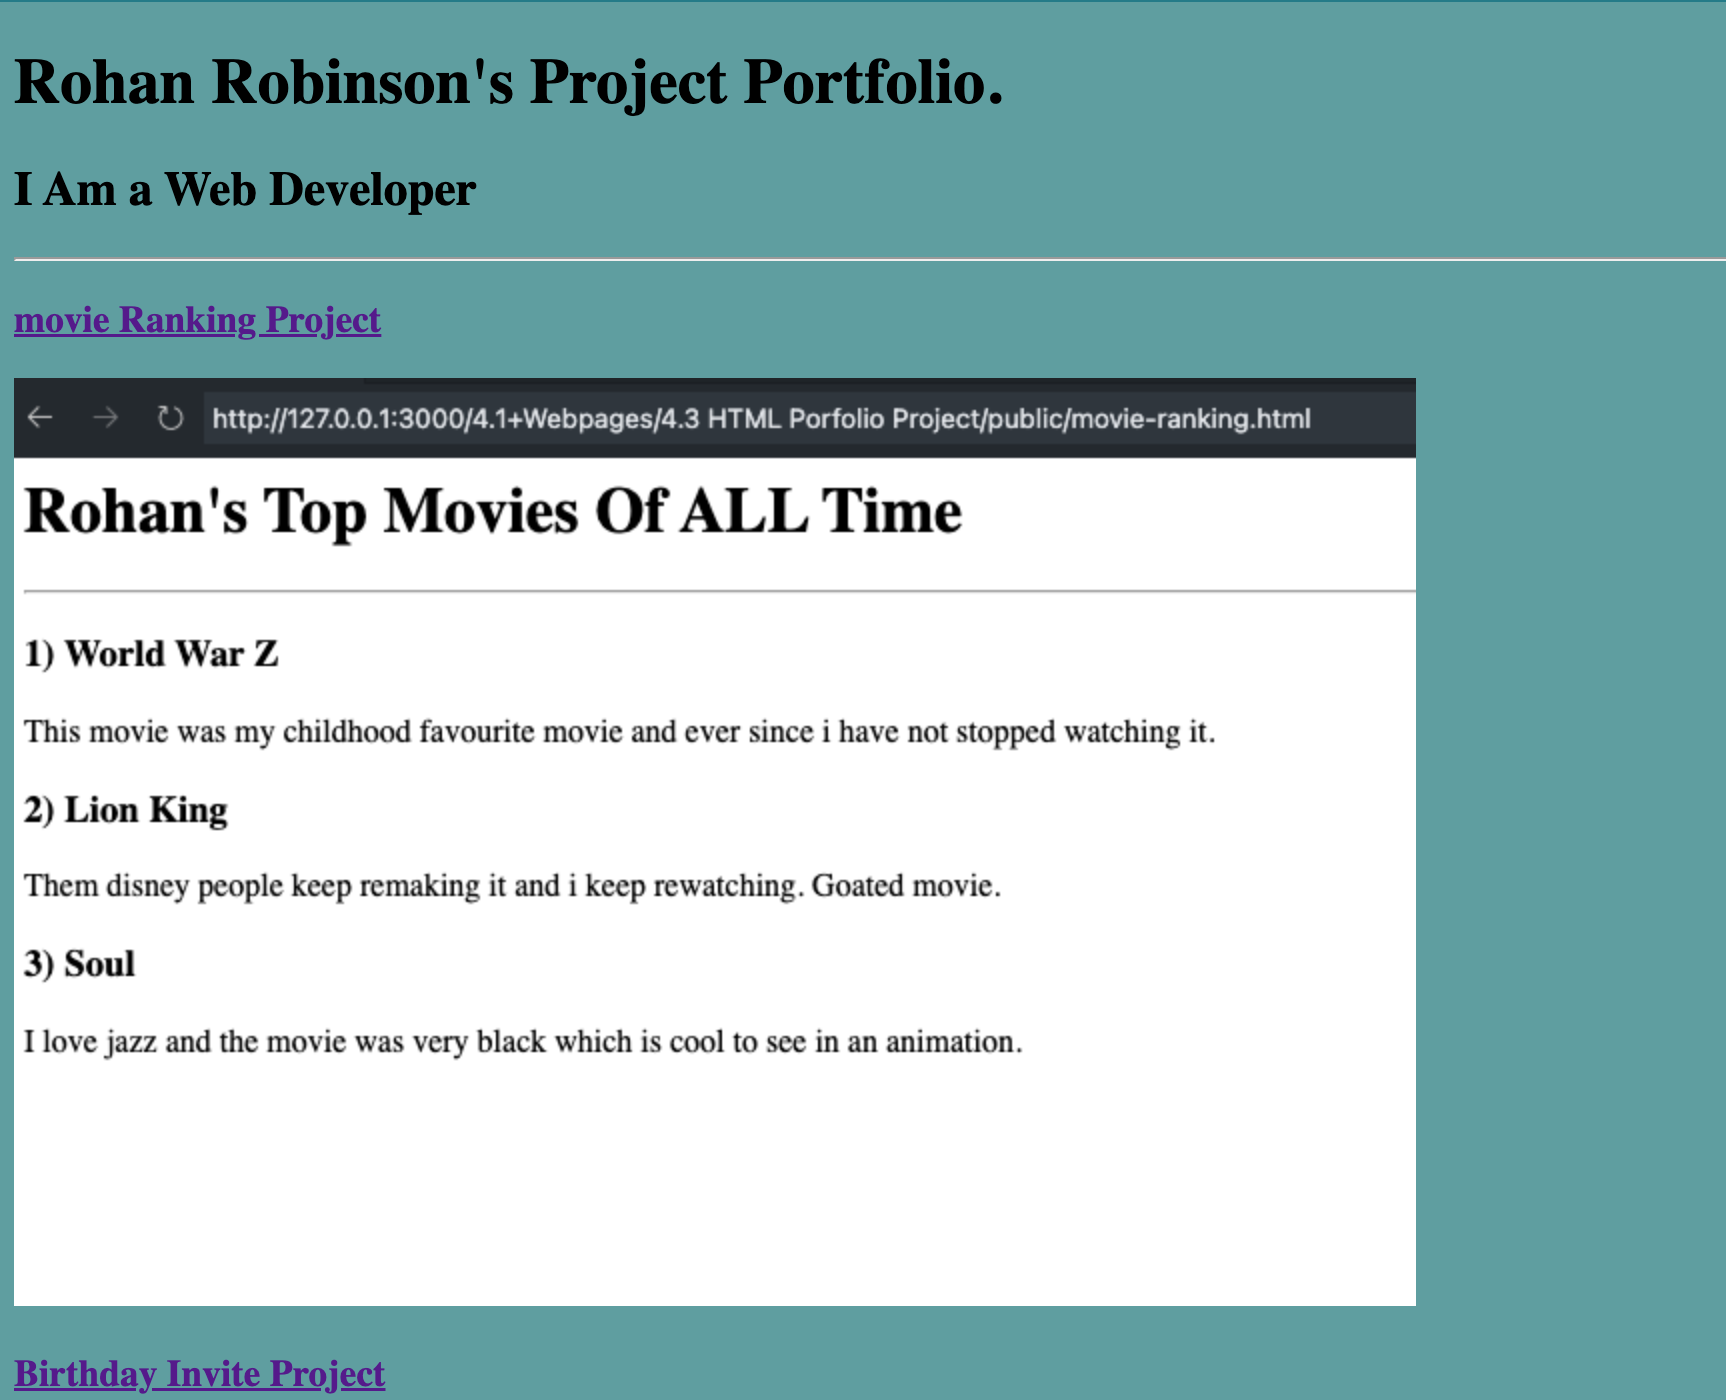 Rohan Robinson's Project Portfolio.
I Am a Web Developer
movie Ranking Project
http://127.0.0.1:3000/4.1+Webpages/4.3 HTML Porfolio Project/public/movie-ranking.html
Rohan's Top Movies Of ALL Time
1) World War Z
This movie was my childhood favourite movie and ever since i have not stopped watching it.
2) Lion King
Them disney people keep remaking it and i keep rewatching. Goated movie.
3) Soul
I love jazz and the movie was very black which is cool to see in an animation.
Birthday Invite Project